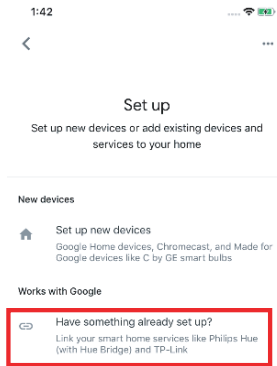 1:42
Set up
Set up new devices or add existing devices and
services to your home
New devices
Set up new devices
Google Home devices, Chromecast, and Made for
Google devices like C by GE smart bulbs
Works with Google
Have something already set up?
Link your smart home services like Philips Hue
(with Hue Bridge) and TP-Link